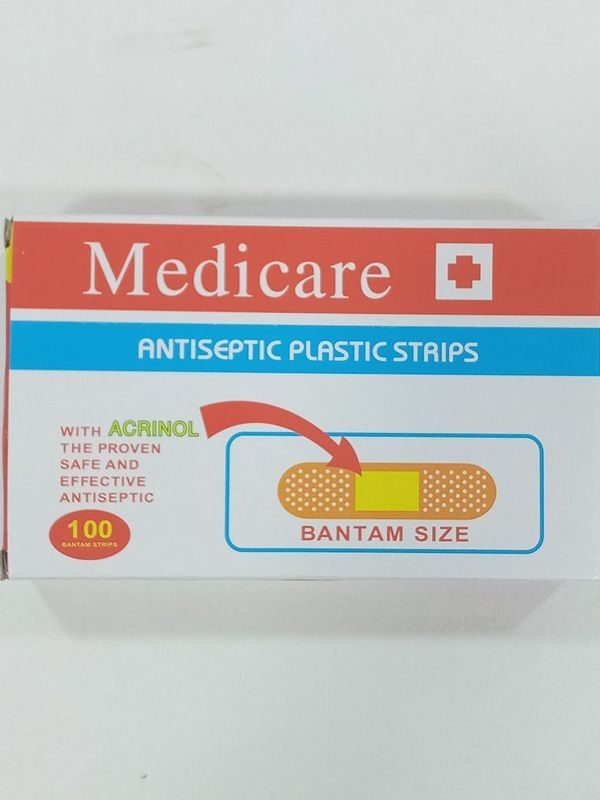 Medicare
ANTISEPTIC PLASTIC STRIPS
WITH ACRINOL
THE PROVEN
SAFE AND
EFFECTIVE
ANTISEPTIC
100
BANTAM STRIPS
BANTAM SIZE